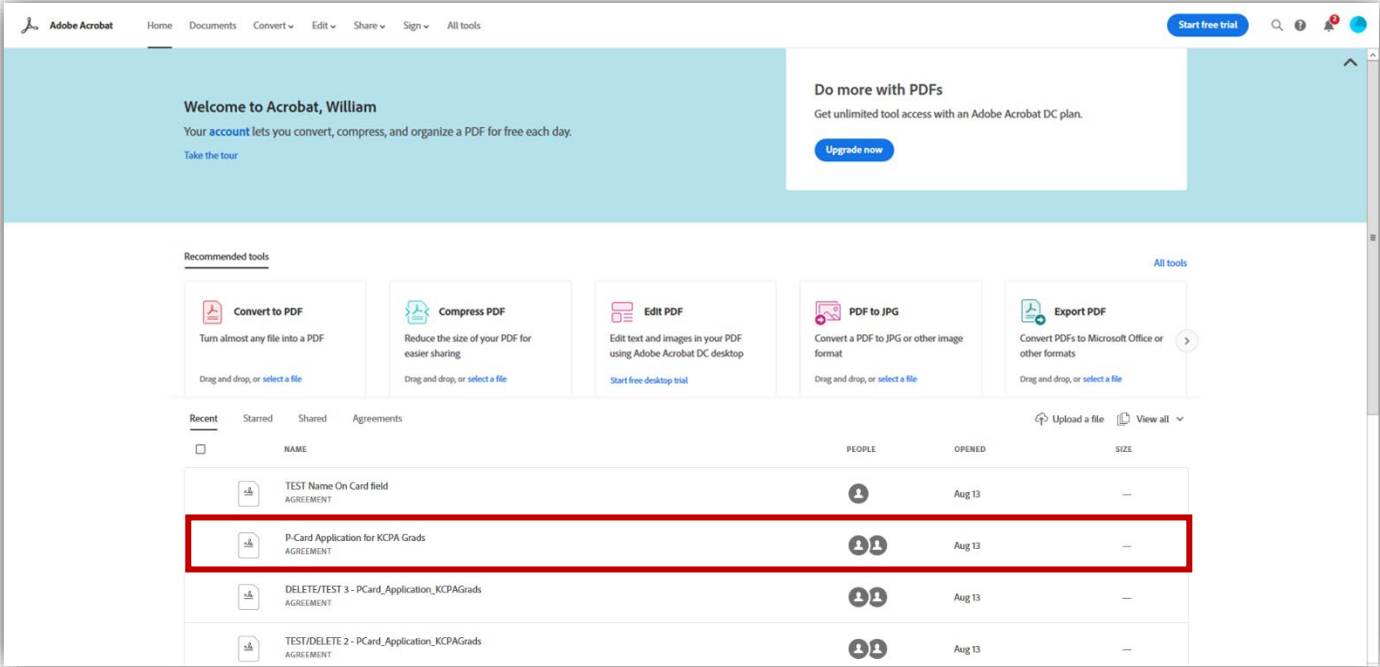 Adobe Acrobat Home Documents Convert Edit Share Sign All tools Start free trial 2
Welcome to Acrobat, William
Your account lets you convert, compress, and organize a PDF for free each day.
Take the tour
Do more with PDFs
Get unlimited tool access with an Adobe Acrobat DC plan.
Upgrade now
Recommended tools
All tools
Convert to PDF
Turn almost any file into a PDF
Drag and drop, or select a file
Compress PDF
Reduce the size of your PDF for
easier sharing
Drag and drop, or select a file
Edit PDF
Edit text and images in your PDF
using Adobe Acrobat DC desktop
Start free desktop trial
PDF to JPG
Convert a PDF to JPG or other image
format
Drag and drop, or select a file
Export PDF
Convert PDFs to Microsoft Office or
other formats
Drag and drop, or select a file
Recent Starred Shared Agreements Upload a file View all
NAME PEOPLE OPENED SIZE
TEST Name On Card field
AGREEMENT
Aug 13 —
P-Card Application for KCPA Grads
AGREEMENT
Aug 13 —
DELETE/TEST 3 - PCard_Application_KCPAGrads
AGREEMENT
Aug 13 —
TEST/DELETE 2 - PCard_Application_KCPAGrads
AGREEMENT
Aug 13 —